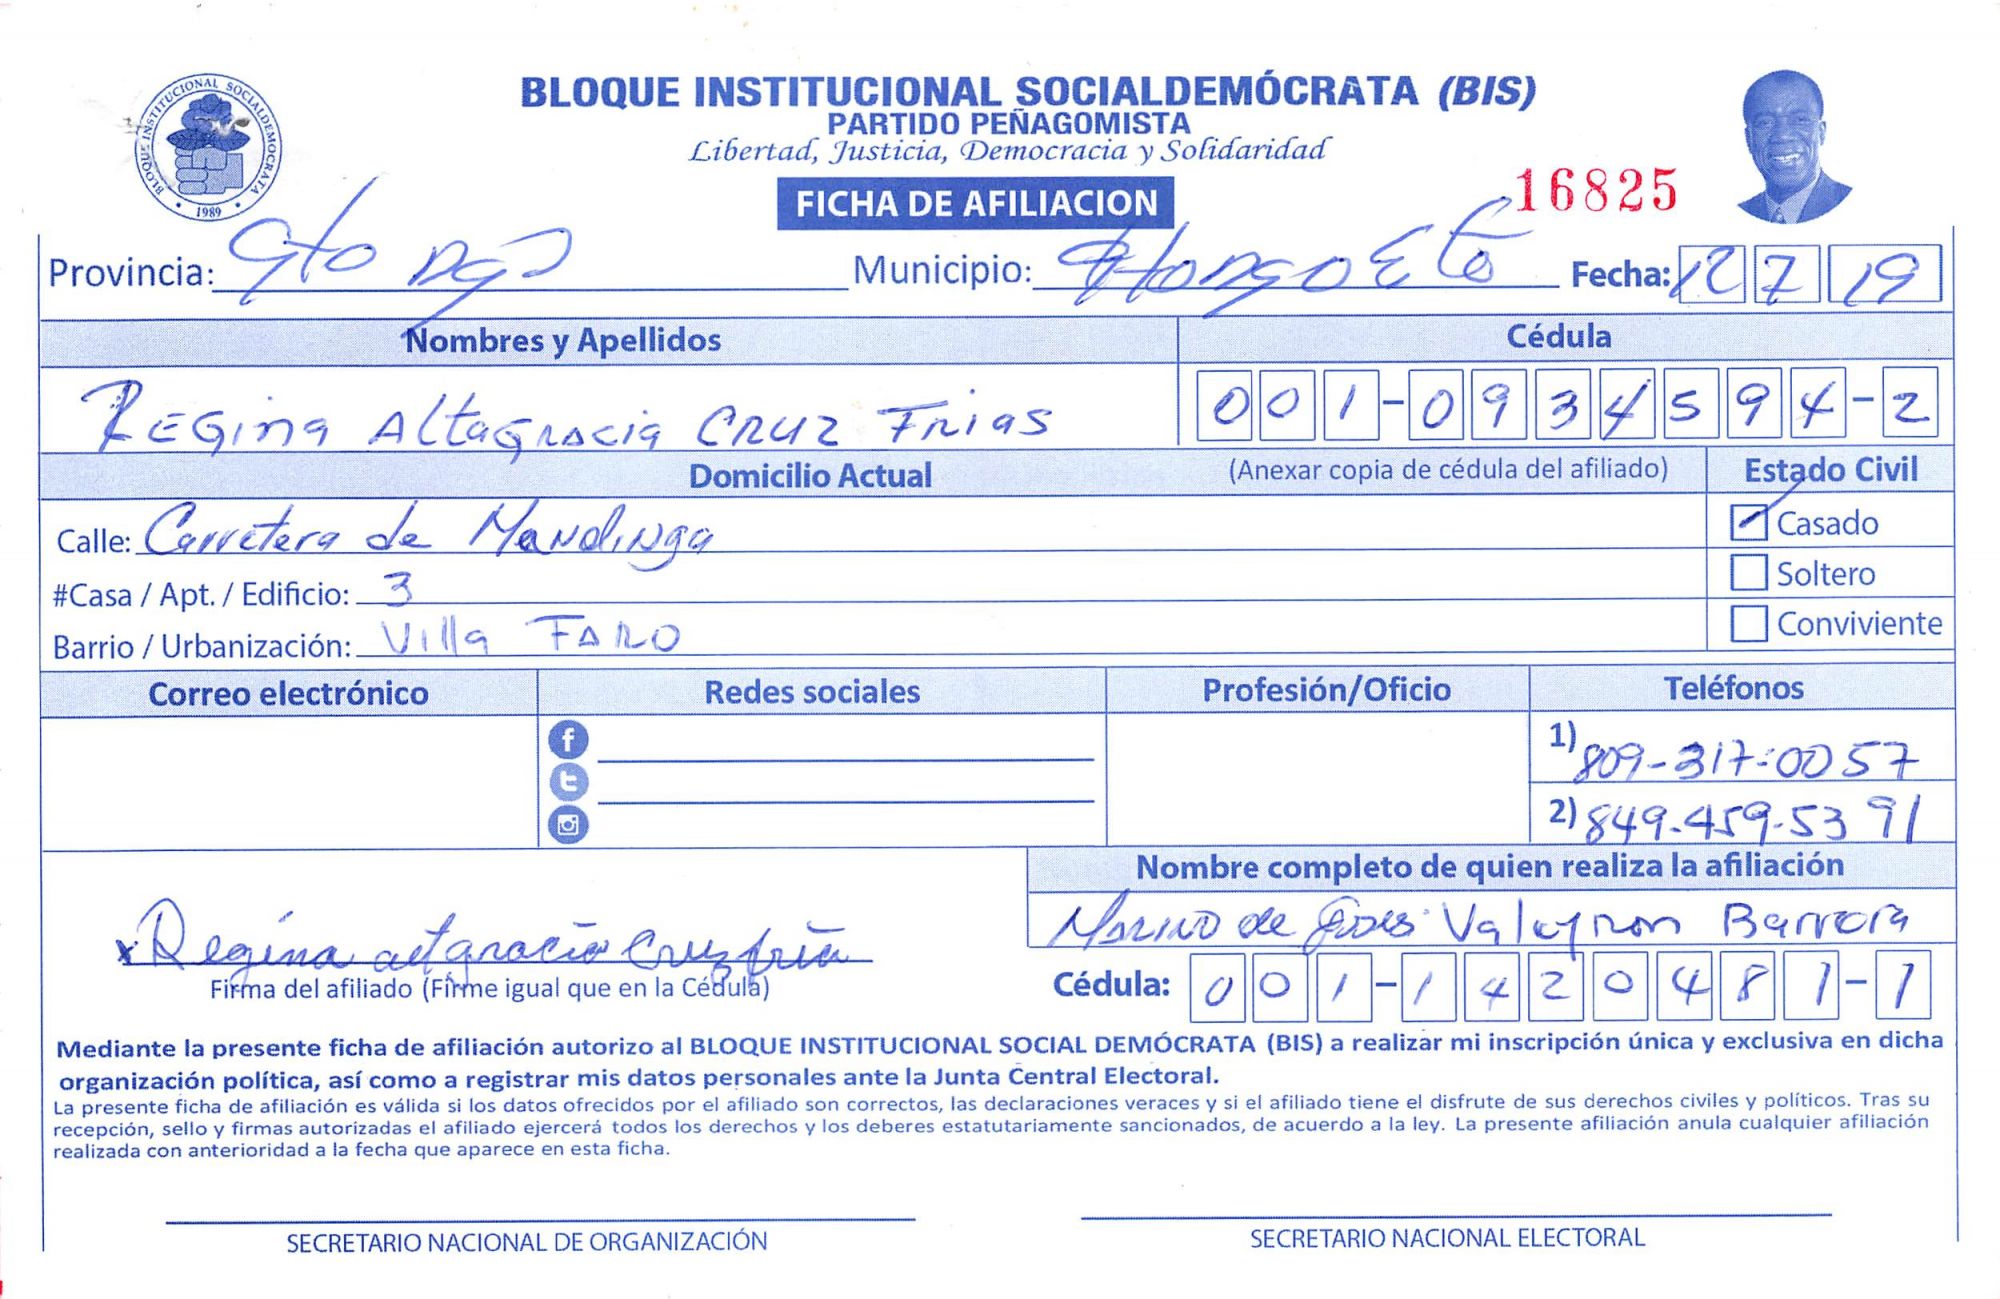 BLOQUE INSTITUCIONAL SOCIALDEMÓCRATA (BIS)
PARTIDO PEÑAGOMISTA
Libertad, Justicia, Democracia y Solidaridad
BLOQUE INSTITUCIONAL SOCIALDEMOCRATA
• 1989 •
FICHA DE AFILIACION
16825
Provincia: Sto Dgo Municipio: Sto Dgo Este Fecha: 12 7 19
Nombres y Apellidos Cédula
REGina AltagRacia CRUZ FRias 001-0934594-2
Domicilio Actual (Anexar copia de cédula del afiliado) Estado Civil
Calle: Carretera de Mandinga Casado
#Casa / Apt. / Edificio: 3 Soltero
Barrio / Urbanización: Villa FARO Conviviente
Correo electrónico Redes sociales Profesión/Oficio Teléfonos
1) 809-317-0057
2) 849-459-5391
Nombre completo de quien realiza la afiliación
Marino de Barrera
Regina altgracia Cruz fria
Firma del afiliado (Firme igual que en la Cédula)
Cédula: 001-1420481-1
Mediante la presente ficha de afiliación autorizo al BLOQUE INSTITUCIONAL SOCIAL DEMÓCRATA (BIS) a realizar mi inscripción única y exclusiva en dicha
organización política, así como a registrar mis datos personales ante la Junta Central Electoral.
La presente ficha de afiliación es válida si los datos ofrecidos por el afiliado son correctos, las declaraciones veraces y si el afiliado tiene el disfrute de sus derechos civiles y políticos. Tras su
recepción, sello y firmas autorizadas el afiliado ejercerá todos los derechos y los deberes estatutariamente sancionados, de acuerdo a la ley. La presente afiliación anula cualquier afiliación
realizada con anterioridad a la fecha que aparece en esta ficha.
SECRETARIO NACIONAL DE ORGANIZACIÓN
SECRETARIO NACIONAL ELECTORAL